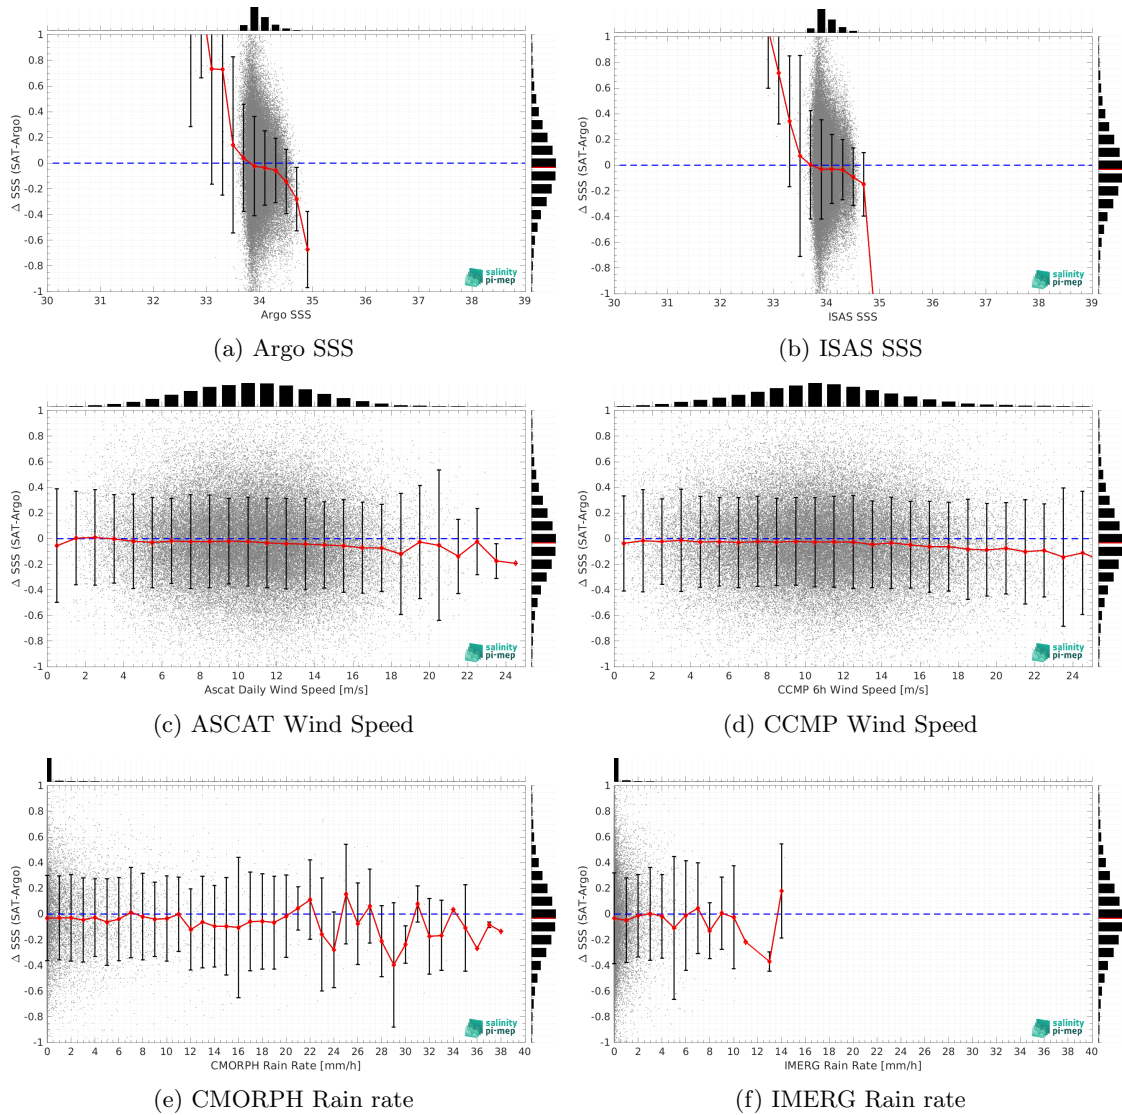 1
0.8
0.6
0.4
0.2
0
-0.2
-0.4
-0.6
-0.8
-1
Δ SSS (SAT-Argo)
salinity
pi-mep
30 31 32 33 34 35 36 37 38 39
Argo SSS
(a) Argo SSS
1
0.8
0.6
0.4
0.2
0
-0.2
-0.4
-0.6
-0.8
-1
Δ SSS (SAT-Argo)
salinity
pi-mep
30 31 32 33 34 35 36 37 38 39
ISAS SSS
(b) ISAS SSS
1
0.8
0.6
0.4
0.2
0
-0.2
-0.4
-0.6
-0.8
-1
Δ SSS (SAT-Argo)
salinity
pi-mep
0 2 4 6 8 10 12 14 16 18 20 22 24
Ascat Daily Wind Speed [m/s]
(c) ASCAT Wind Speed
1
0.8
0.6
0.4
0.2
0
-0.2
-0.4
-0.6
-0.8
-1
Δ SSS (SAT-Argo)
salinity
pi-mep
0 2 4 6 8 10 12 14 16 18 20 22 24
CCMP 6h Wind Speed [m/s]
(d) CCMP Wind Speed
1
0.8
0.6
0.4
0.2
0
-0.2
-0.4
-0.6
-0.8
-1
Δ SSS (SAT-Argo)
salinity
pi-mep
0 2 4 6 8 10 12 14 16 18 20 22 24 26 28 30 32 34 36 38 40
CMORPH Rain Rate [mm/h]
(e) CMORPH Rain rate
1
0.8
0.6
0.4
0.2
0
-0.2
-0.4
-0.6
-0.8
-1
Δ SSS (SAT-Argo)
salinity
pi-mep
0 2 4 6 8 10 12 14 16 18 20 22 24 26 28 30 32 34 36 38 40
IMERG Rain Rate [mm/h]
(f) IMERG Rain rate